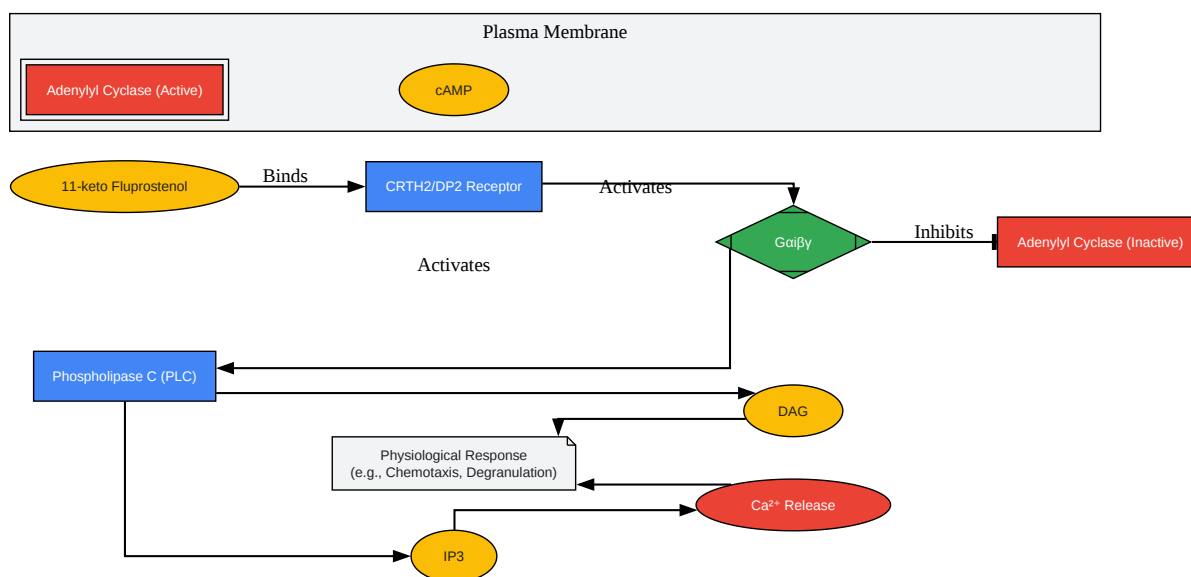 Plasma Membrane
Adenylyl Cyclase (Active)
cAMP
11-keto Fluprostenol
Binds
CRTH2/DP2 Receptor
Activates
Gαiβγ
Inhibits
Adenylyl Cyclase (Inactive)
Activates
Phospholipase C (PLC)
DAG
Physiological Response
(e.g., Chemotaxis, Degranulation)
Ca²⁺ Release
IP3